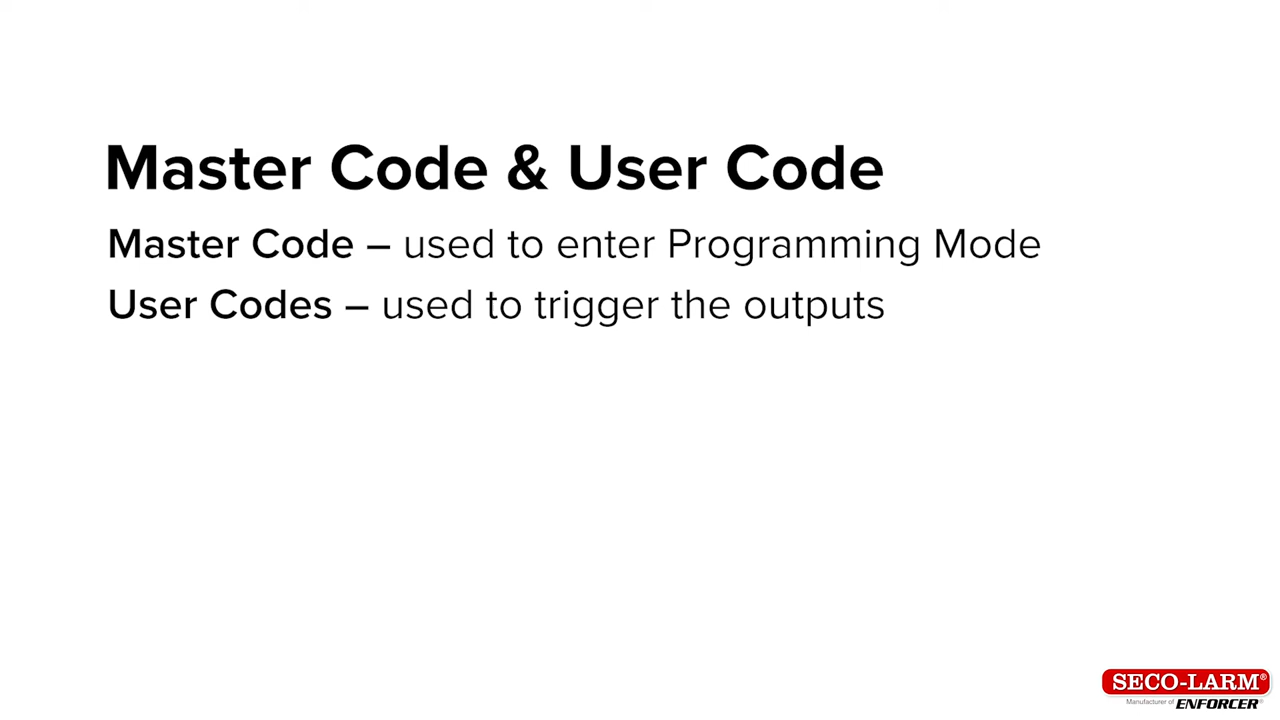 Master Code & User Code
Master Code – used to enter Programming Mode
User Codes – used to trigger the outputs
SECO-LARM®
Manufacturer of ENFORCER®